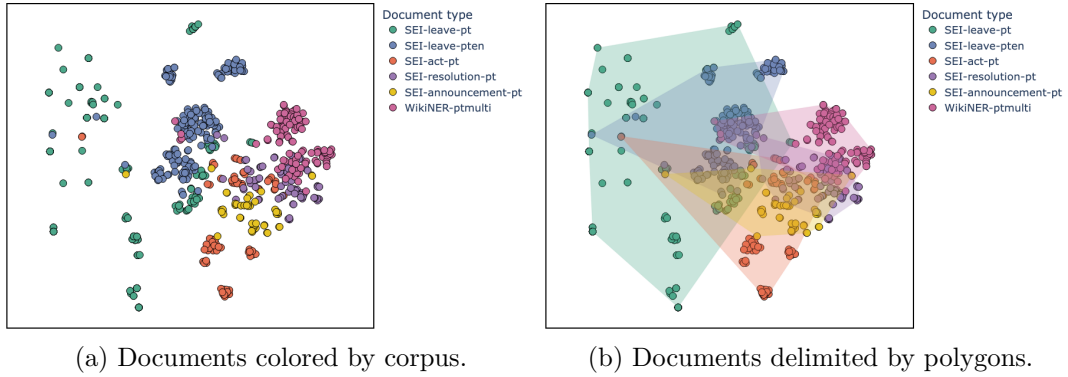 Document type
SEI-leave-pt
SEI-leave-pten
SEI-act-pt
SEI-resolution-pt
SEI-announcement-pt
WikiNER-ptmulti
Document type
SEI-leave-pt
SEI-leave-pten
SEI-act-pt
SEI-resolution-pt
SEI-announcement-pt
WikiNER-ptmulti
(a) Documents colored by corpus.
(b) Documents delimited by polygons.